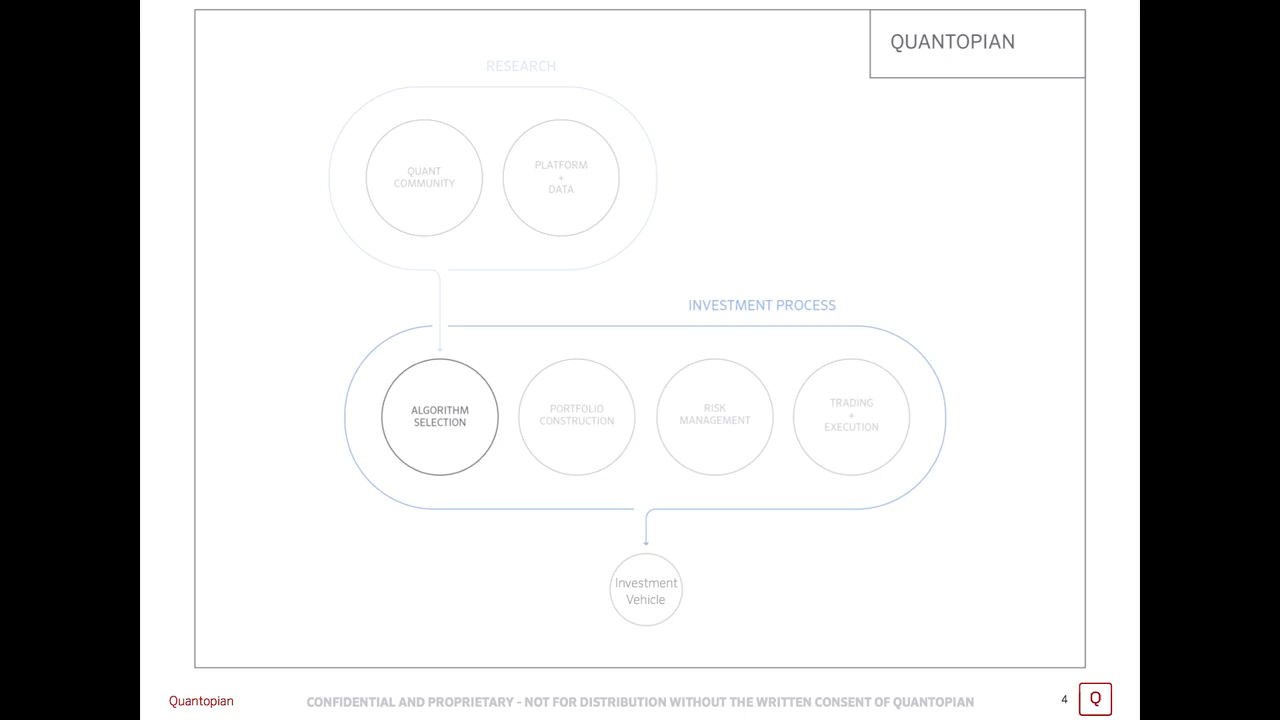 QUANTOPIAN
RESEARCH
QUANT
COMMUNITY
PLATFORM
+
DATA
INVESTMENT PROCESS
ALGORITHM
SELECTION
PORTFOLIO
CONSTRUCTION
RISK
MANAGEMENT
TRADING
+
EXECUTION
Investment
Vehicle
Quantopian
CONFIDENTIAL AND PROPRIETARY - NOT FOR DISTRIBUTION WITHOUT THE WRITTEN CONSENT OF QUANTOPIAN
4
Q